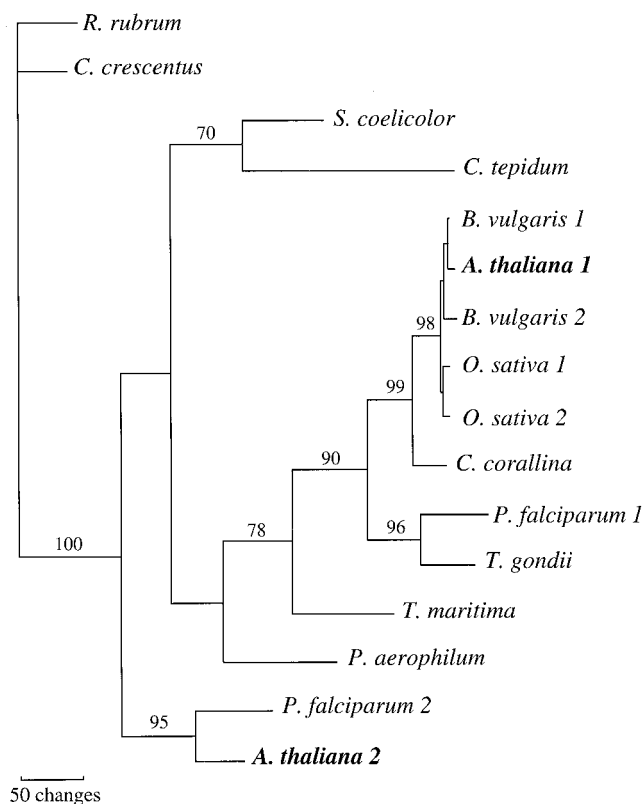 R. rubrum
C. crescentus
S. coelicolor
70
C. tepidum
B. vulgaris 1
A. thaliana 1
B. vulgaris 2
98
O. sativa 1
99
O. sativa 2
C. corallina
90
P. falciparum 1
96
T. gondii
78
100
T. maritima
P. aerophilum
P. falciparum 2
95
A. thaliana 2
50 changes